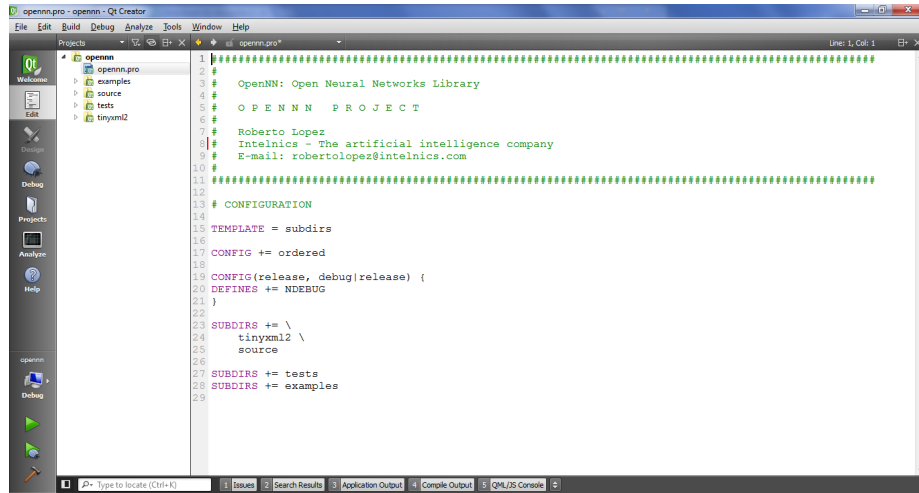 opennn.pro - opennn - Qt Creator
File Edit Build Debug Analyze Tools Window Help
Projects
opennn.pro*
Line: 1, Col: 1
Qt
Welcome
Edit
Design
Debug
Projects
Analyze
Help
opennn
Debug
opennn
opennn.pro
examples
source
tests
tinyxml2
1 ####################################################################################################
2 #
3 # OpenNN: Open Neural Networks Library
4 #
5 # O P E N N N   P R O J E C T
6 #
7 # Roberto Lopez
8 # Intelnics - The artificial intelligence company
9 # E-mail: robertolopez@intelnics.com
10 #
11 ####################################################################################################
12
13 # CONFIGURATION
14
15 TEMPLATE = subdirs
16
17 CONFIG += ordered
18
19 CONFIG(release, debug|release) {
20 DEFINES += NDEBUG
21 }
22
23 SUBDIRS += \
24 tinyxml2 \
25 source
26
27 SUBDIRS += tests
28 SUBDIRS += examples
29
Type to locate (Ctrl+K)
1 Issues 2 Search Results 3 Application Output 4 Compile Output 5 QML/JS Console